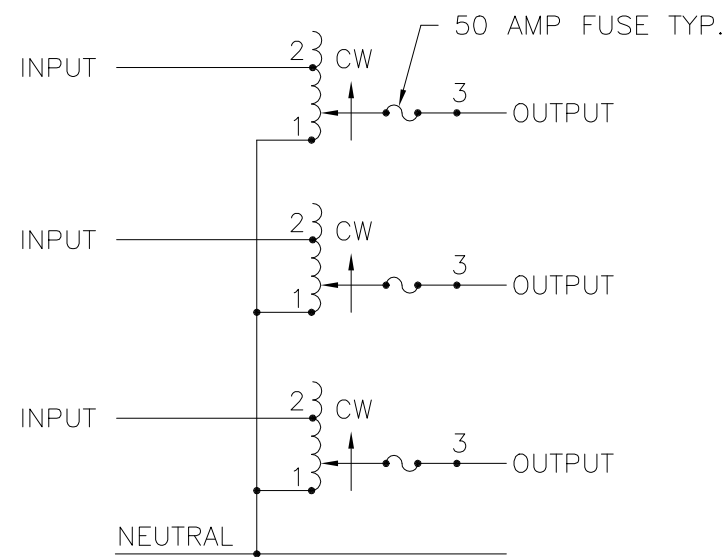 50 AMP FUSE TYP.
INPUT
2
CW
1
3
OUTPUT
INPUT
2
CW
1
3
OUTPUT
INPUT
2
CW
1
3
OUTPUT
NEUTRAL